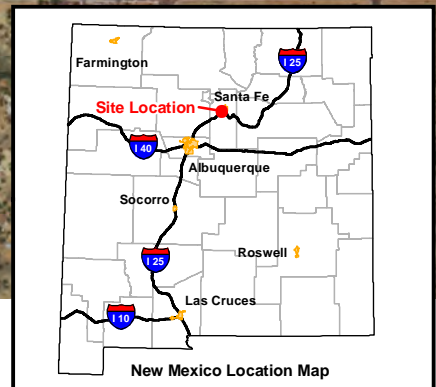 I 25
Farmington
Santa Fe
Site Location
I 40
Albuquerque
Socorro
I 25
Roswell
Las Cruces
I 10
New Mexico Location Map